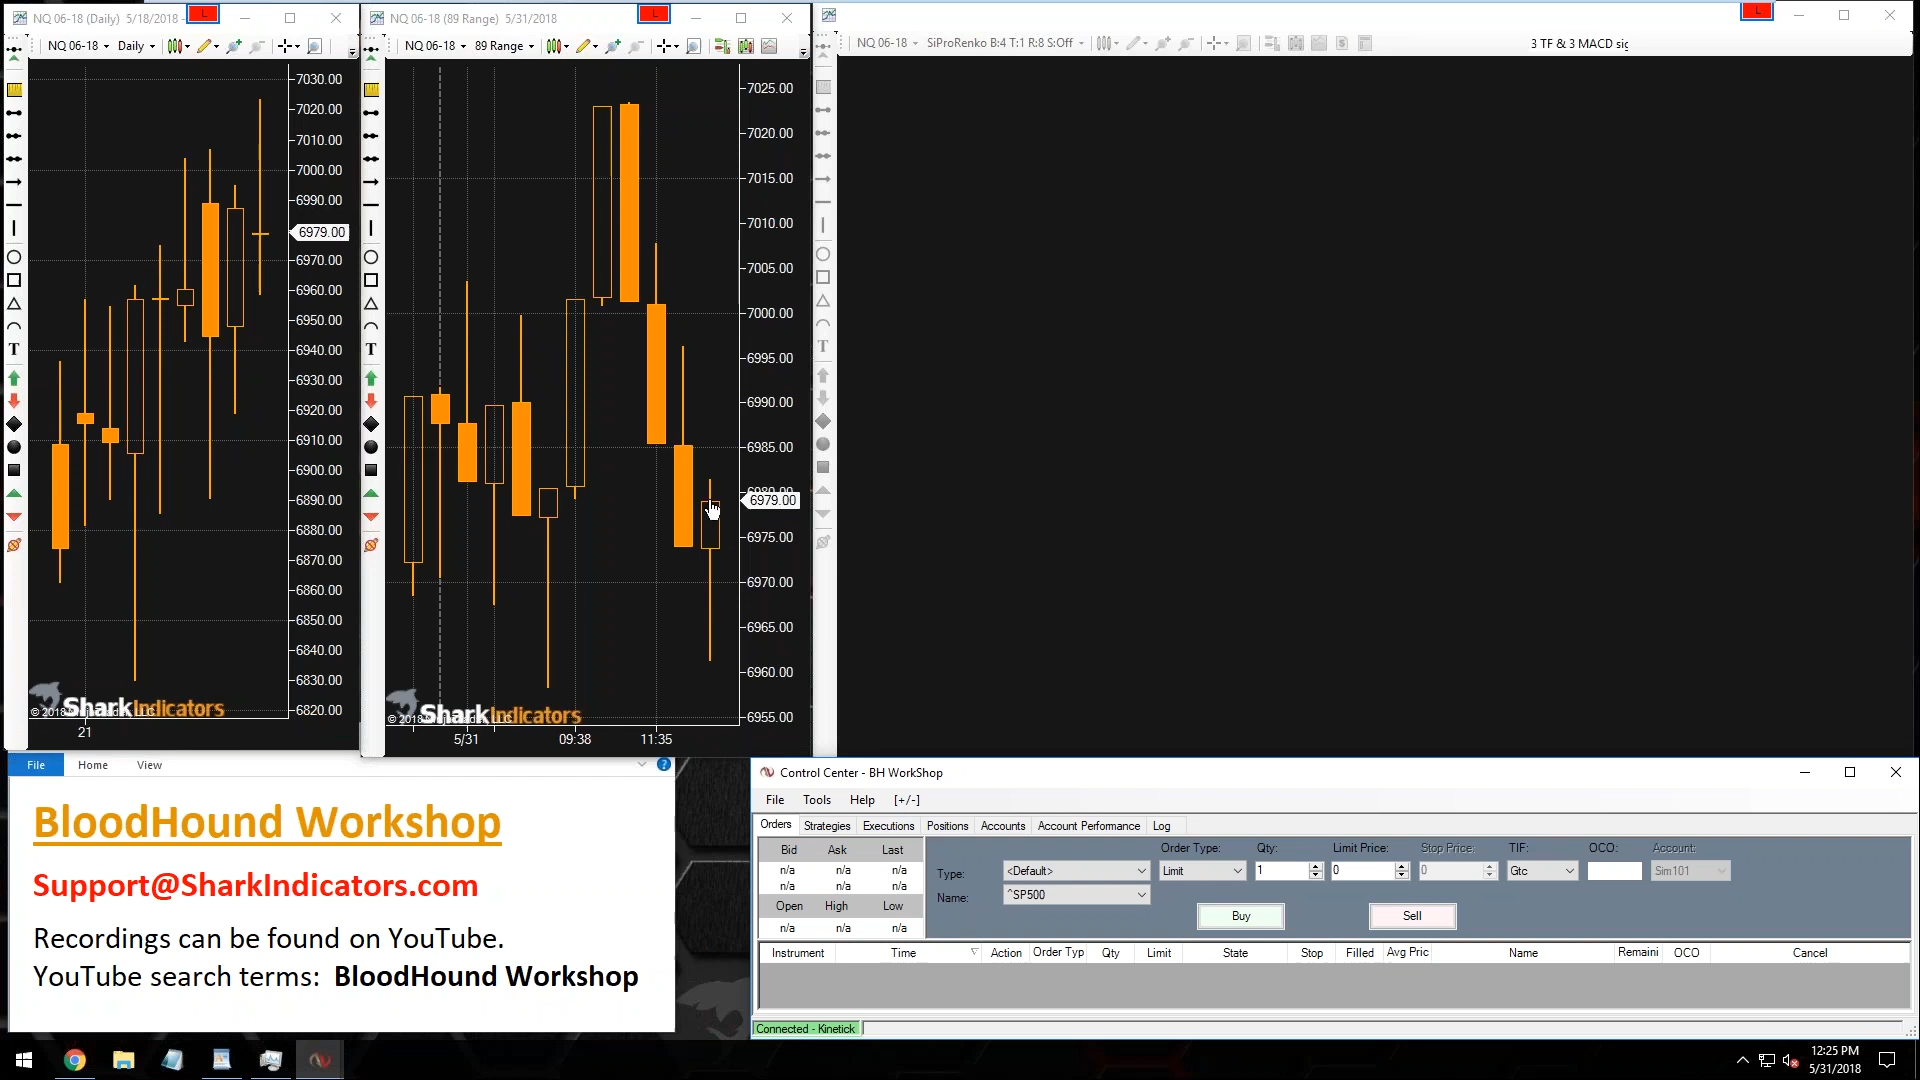 NQ 06-18 (Daily) 5/18/2018 -
L
NQ 06-18
Daily
7030.00
7020.00
7010.00
7000.00
6990.00
6979.00
6970.00
6960.00
6950.00
6940.00
6930.00
6920.00
6910.00
6900.00
6890.00
6880.00
6870.00
6860.00
6850.00
6840.00
6830.00
6820.00
T
SharkIndicators
21
NQ 06-18 (89 Range) 5/31/2018
L
NQ 06-18
89 Range
7025.00
7020.00
7015.00
7010.00
7005.00
7000.00
6995.00
6990.00
6985.00
6979.00
6975.00
6970.00
6965.00
6960.00
6955.00
T
SharkIndicators
5/31
09:38
11:35
L
NQ 06-18
SiProRenko B:4 T:1 R:8 S:Off
3 TF & 3 MACD sig
T
File Home View
BloodHound Workshop
Support@SharkIndicators.com
Recordings can be found on YouTube.
YouTube search terms: BloodHound Workshop
Control Center - BH WorkShop
File Tools Help [+/-]
Orders Strategies Executions Positions Accounts Account Performance Log
Bid Ask Last
n/a n/a n/a
n/a n/a n/a
Open High Low
n/a n/a n/a
Order Type: Qty: Limit Price: Stop Price: TIF: OCO: Account:
Type: <Default> Limit 1 0 0 Gtc Sim101
Name: ^SP500
Buy Sell
Instrument Time Action Order Typ Qty Limit State Stop Filled Avg Pric Name Remaini OCO Cancel
Connected - Kinetick
12:25 PM
5/31/2018